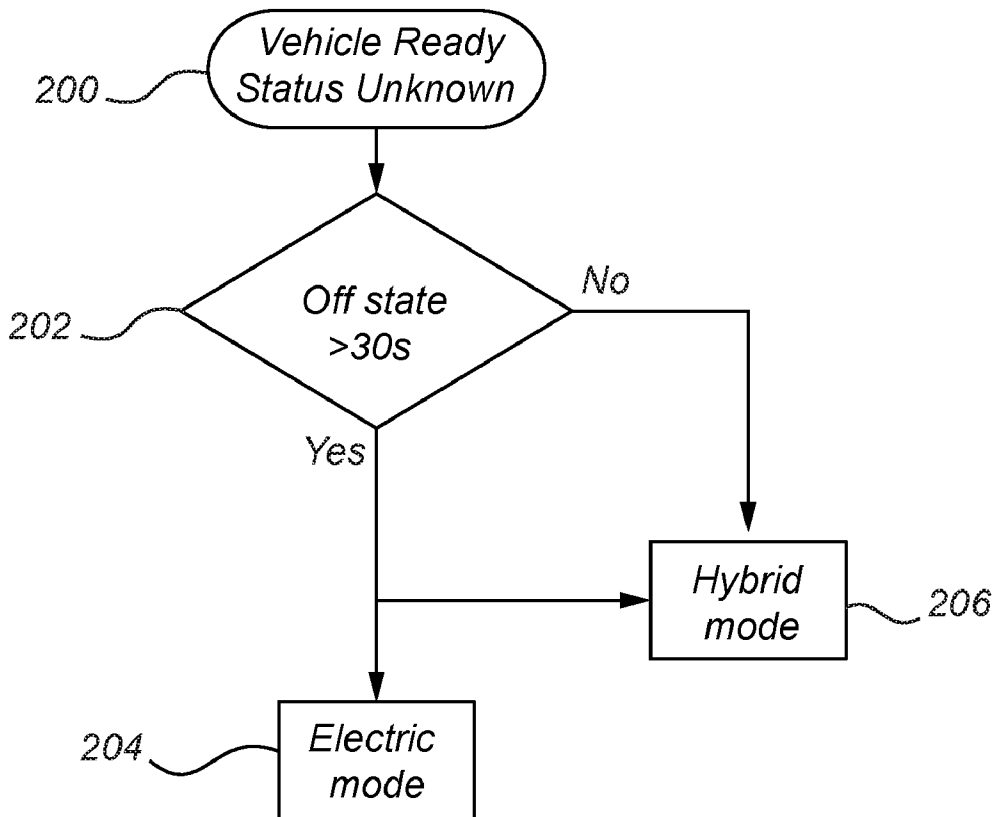 Vehicle Ready
Status Unknown
200
Off state
>30s
202
No
Yes
Hybrid
mode
206
Electric
mode
204